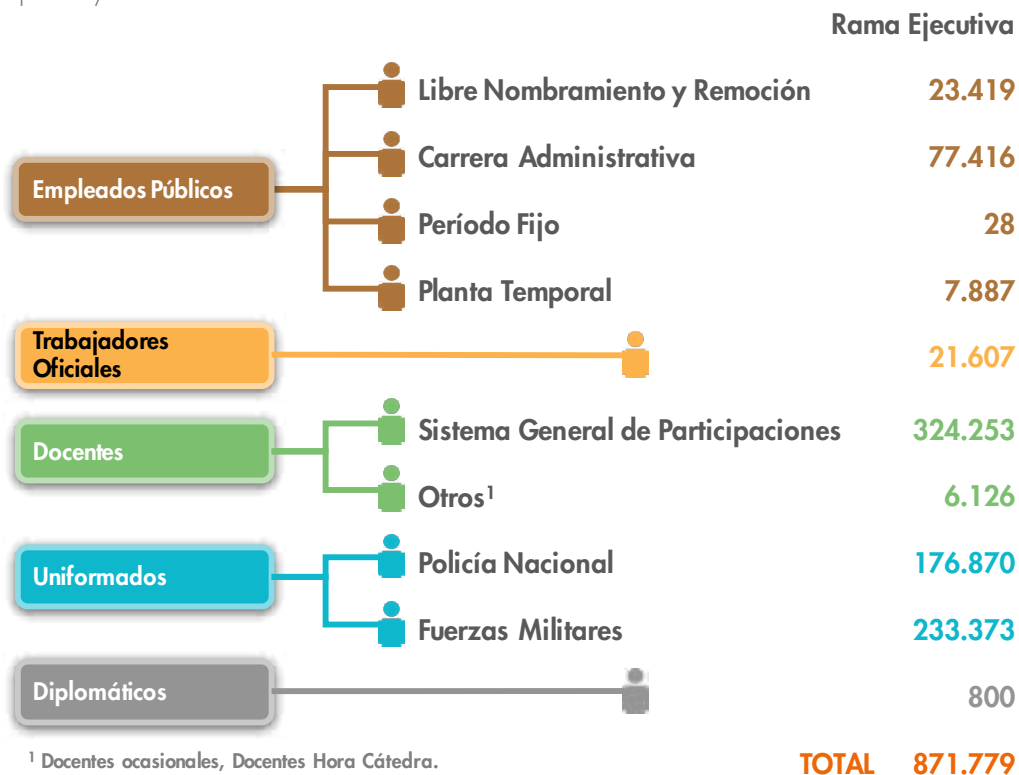 Rama Ejecutiva
Libre Nombramiento y Remoción 23.419
Carrera Administrativa 77.416
Empleados Públicos
Período Fijo 28
Planta Temporal 7.887
Trabajadores
Oficiales
21.607
Sistema General de Participaciones 324.253
Docentes
Otros¹ 6.126
Policía Nacional 176.870
Uniformados
Fuerzas Militares 233.373
Diplomáticos 800
¹ Docentes ocasionales, Docentes Hora Cátedra.
TOTAL 871.779